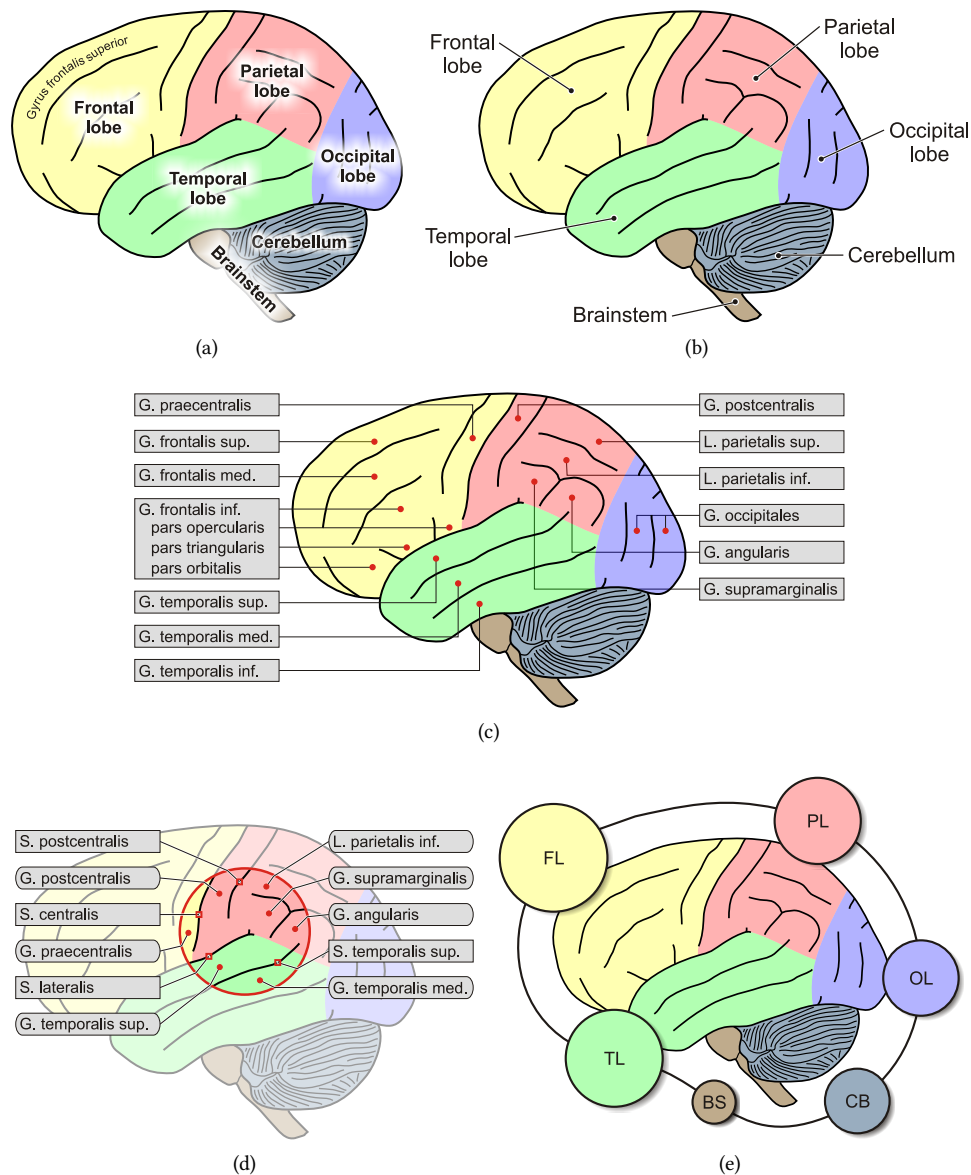 Gyrus frontalis superior
Frontal
lobe
Parietal
lobe
Temporal
lobe
Occipital
lobe
Cerebellum
Brainstem
(a)
Frontal
lobe
Parietal
lobe
Occipital
lobe
Temporal
lobe
Cerebellum
Brainstem
(b)
G. praecentralis
G. frontalis sup.
G. frontalis med.
G. frontalis inf.
pars opercularis
pars triangularis
pars orbitalis
G. temporalis sup.
G. temporalis med.
G. temporalis inf.
G. postcentralis
L. parietalis sup.
L. parietalis inf.
G. occipitales
G. angularis
G. supramarginalis
(c)
S. postcentralis
G. postcentralis
S. centralis
G. praecentralis
S. lateralis
G. temporalis sup.
L. parietalis inf.
G. supramarginalis
G. angularis
S. temporalis sup.
G. temporalis med.
(d)
FL
PL
OL
TL
BS
CB
(e)